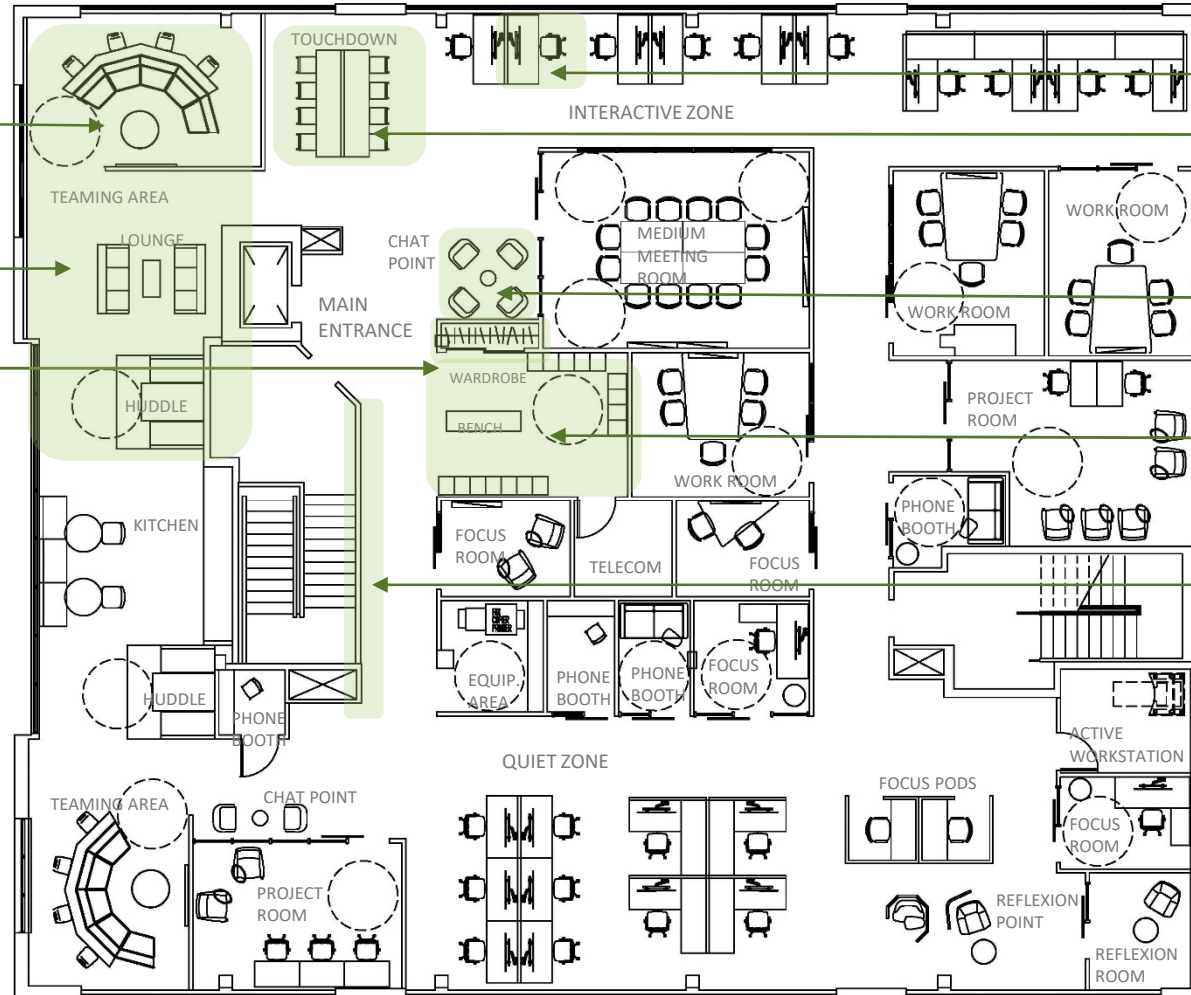 TOUCHDOWN
INTERACTIVE ZONE
TEAMING AREA
LOUNGE
CHAT
POINT
MEDIUM
MEETING
ROOM
WORK ROOM
WORK ROOM
MAIN
ENTRANCE
WARDROBE
BENCH
HUDDLE
WORK ROOM
PROJECT
ROOM
KITCHEN
FOCUS
ROOM
TELECOM
FOCUS
ROOM
PHONE
BOOTH
HUDDLE
PHONE
BOOTH
EQUIP.
AREA
PHONE
BOOTH
PHONE
BOOTH
FOCUS
ROOM
QUIET ZONE
ACTIVE
WORKSTATION
TEAMING AREA
CHAT POINT
FOCUS PODS
FOCUS
ROOM
PROJECT
ROOM
REFLEXION
POINT
REFLEXION
ROOM